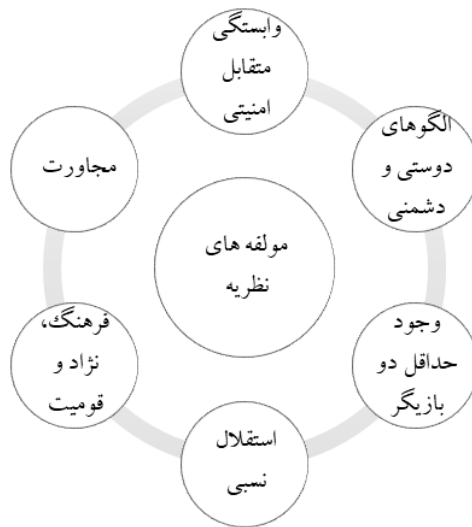 وابستگی
متقابل
امنیتی
الگوهای
دوستی و
دشمنی
وجود
حداقل دو
بازیگر
استقلال
نسبی
فرهنگ،
نژاد و
قومیت
مجاورت
مولفه های
نظریه